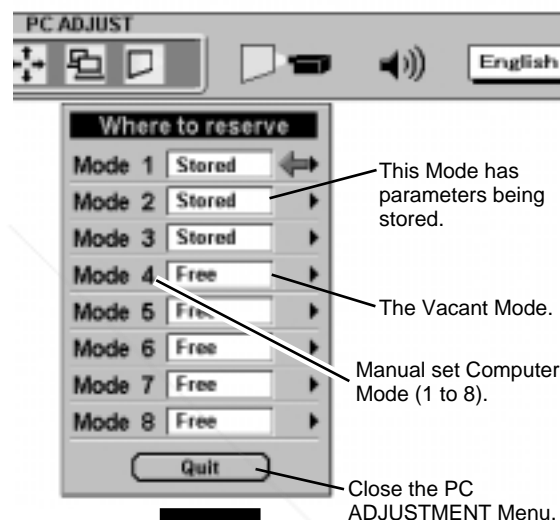 PC ADJUST
English
Where to reserve
Mode 1 Stored
Mode 2 Stored
Mode 3 Stored
Mode 4 Free
Mode 5 Free
Mode 6 Free
Mode 7 Free
Mode 8 Free
Quit
This Mode has
parameters being
stored.
The Vacant Mode.
Manual set Computer
Mode (1 to 8).
Close the PC
ADJUSTMENT Menu.